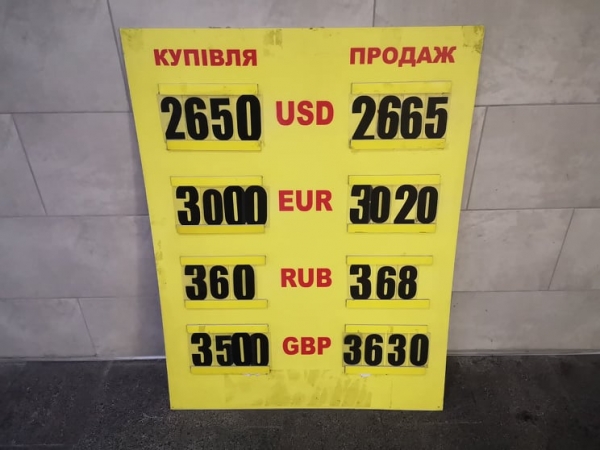 КУПІВЛЯ ПРОДАЖ
2650 USD 2665
3000 EUR 3020
360 RUB 368
3500 GBP 3630